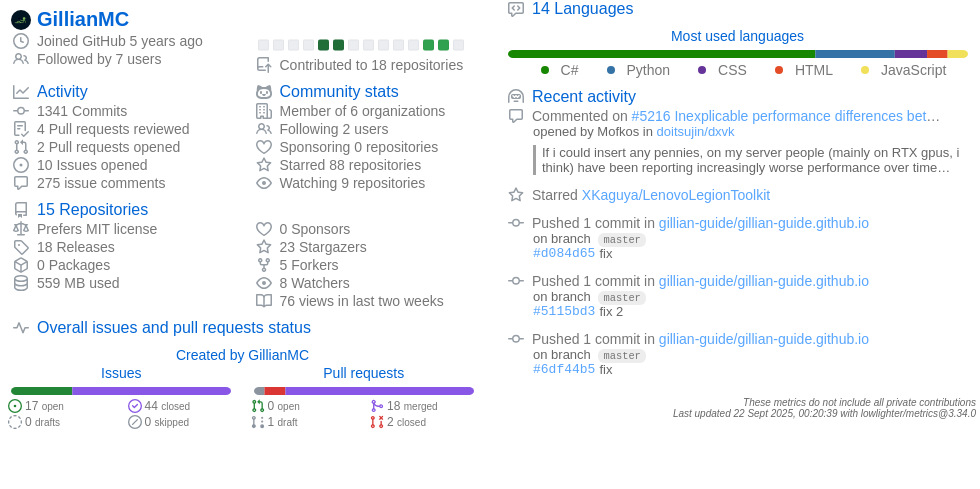 GillianMC
Joined GitHub 5 years ago
Followed by 7 users
Contributed to 18 repositories
Activity
1341 Commits
4 Pull requests reviewed
2 Pull requests opened
10 Issues opened
275 issue comments
Community stats
Member of 6 organizations
Following 2 users
Sponsoring 0 repositories
Starred 88 repositories
Watching 9 repositories
15 Repositories
Prefers MIT license
18 Releases
0 Packages
559 MB used
0 Sponsors
23 Stargazers
5 Forkers
8 Watchers
76 views in last two weeks
Overall issues and pull requests status
Created by GillianMC
Issues
17 open
44 closed
0 drafts
0 skipped
Pull requests
0 open
18 merged
1 draft
2 closed
14 Languages
Most used languages
C# Python CSS HTML JavaScript
Recent activity
Commented on #5216 Inexplicable performance differences bet…
opened by Mofkos in doitsujin/dxvk
If i could insert any pennies, on my server people (mainly on RTX gpus, i
think) have been reporting increasingly worse performance over time…
Starred XKaguya/LenovoLegionToolkit
Pushed 1 commit in gillian-guide/gillian-guide.github.io
on branch master
#d084d65 fix
Pushed 1 commit in gillian-guide/gillian-guide.github.io
on branch master
#5115bd3 fix 2
Pushed 1 commit in gillian-guide/gillian-guide.github.io
on branch master
#6df44b5 fix
These metrics do not include all private contributions
Last updated 22 Sept 2025, 00:20:39 with lowlighter/metrics@3.34.0